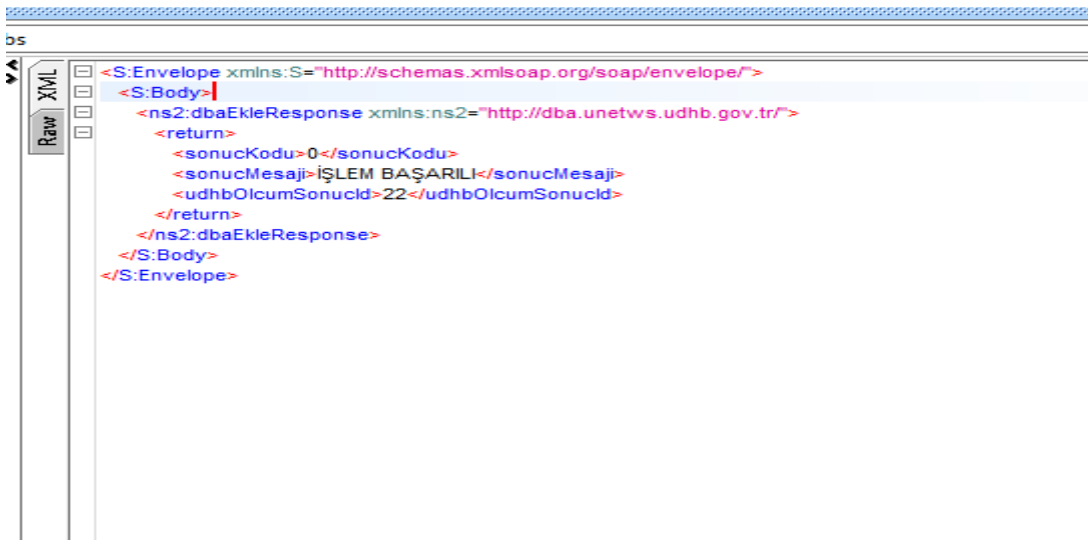 bs
XML
Raw
<S:Envelope xmlns:S="http://schemas.xmlsoap.org/soap/envelope/">
<S:Body>
<ns2:dbaEkleResponse xmlns:ns2="http://dba.unetws.udhb.gov.tr/">
<return>
<sonucKodu>0</sonucKodu>
<sonucMesaji>İŞLEM BAŞARILI</sonucMesaji>
<udhbOlcumSonucId>22</udhbOlcumSonucId>
</return>
</ns2:dbaEkleResponse>
</S:Body>
</S:Envelope>